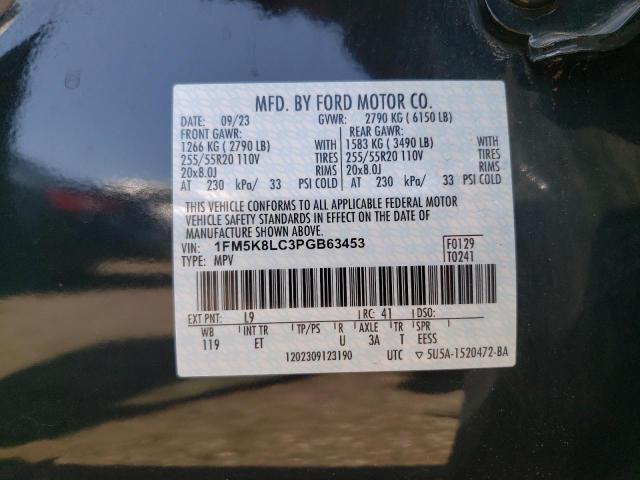 MFD. BY FORD MOTOR CO.
DATE: 09/23 GVWR: 2790 KG ( 6150 LB)
FRONT GAWR: REAR GAWR:
1266 KG ( 2790 LB) WITH 1583 KG ( 3490 LB) WITH
255/55R20 110V TIRES 255/55R20 110V TIRES
20x8.0J RIMS 20x8.0J RIMS
AT 230 kPa/ 33 PSI COLD AT 230 kPa/ 33 PSI COLD
THIS VEHICLE CONFORMS TO ALL APPLICABLE FEDERAL MOTOR
VEHICLE SAFETY STANDARDS IN EFFECT ON THE DATE OF
MANUFACTURE SHOWN ABOVE.
VIN: 1FM5K8LC3PGB63453 F0129
TYPE: MPV T0241
EXT PNT: L9 RC: 41 DSO:
WB INT TR TP/PS R AXLE TR SPR
119 ET U 3A T EESS
1202309123190 UTC ▽ 5U5A-1520472-BA